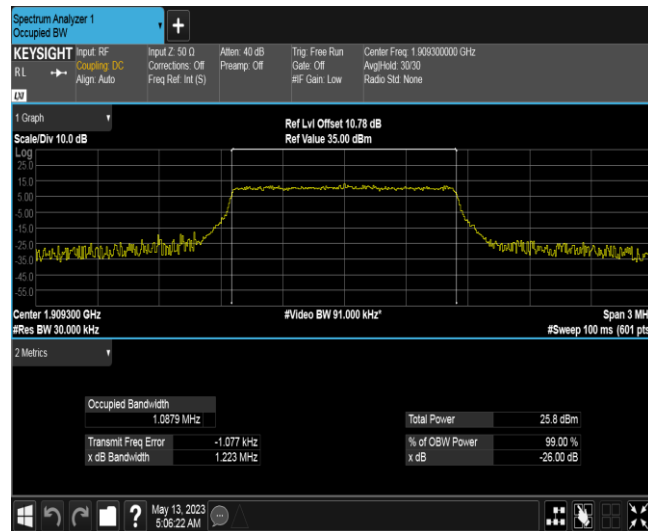 Spectrum Analyzer 1
Occupied BW
+
KEYSIGHT Input: RF Input Z: 50 Ω Atten: 40 dB Trig: Free Run Center Freq: 1.909300000 GHz
RL Coupling: DC Corrections: Off Preamp: Off Gate: Off Avg|Hold: 30/30
Align: Auto Freq Ref: Int (S) #IF Gain: Low Radio Std: None
LXI
1 Graph
Ref Lvl Offset 10.78 dB
Scale/Div 10.0 dB Ref Value 35.00 dBm
Log
25.0
15.0
5.00
-5.00
-15.0
-25.0
-35.0
-45.0
-55.0
Center 1.909300 GHz #Video BW 91.000 kHz* Span 3 MH
#Res BW 30.000 kHz #Sweep 100 ms (601 pts
2 Metrics
Occupied Bandwidth
1.0879 MHz Total Power 25.8 dBm
Transmit Freq Error -1.077 kHz % of OBW Power 99.00 %
x dB Bandwidth 1.223 MHz x dB -26.00 dB
? May 13, 2023
5:06:22 AM